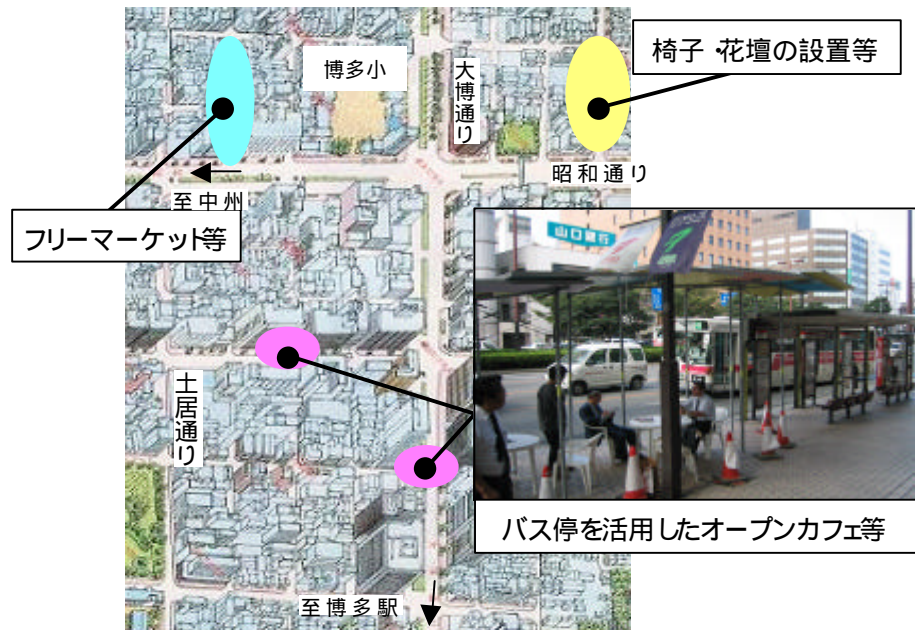 博多小
大博通り
椅子・花壇の設置等
昭和通り
至中州
フリーマーケット等
山口銀行
土居通り
バス停を活用したオープンカフェ等
至博多駅